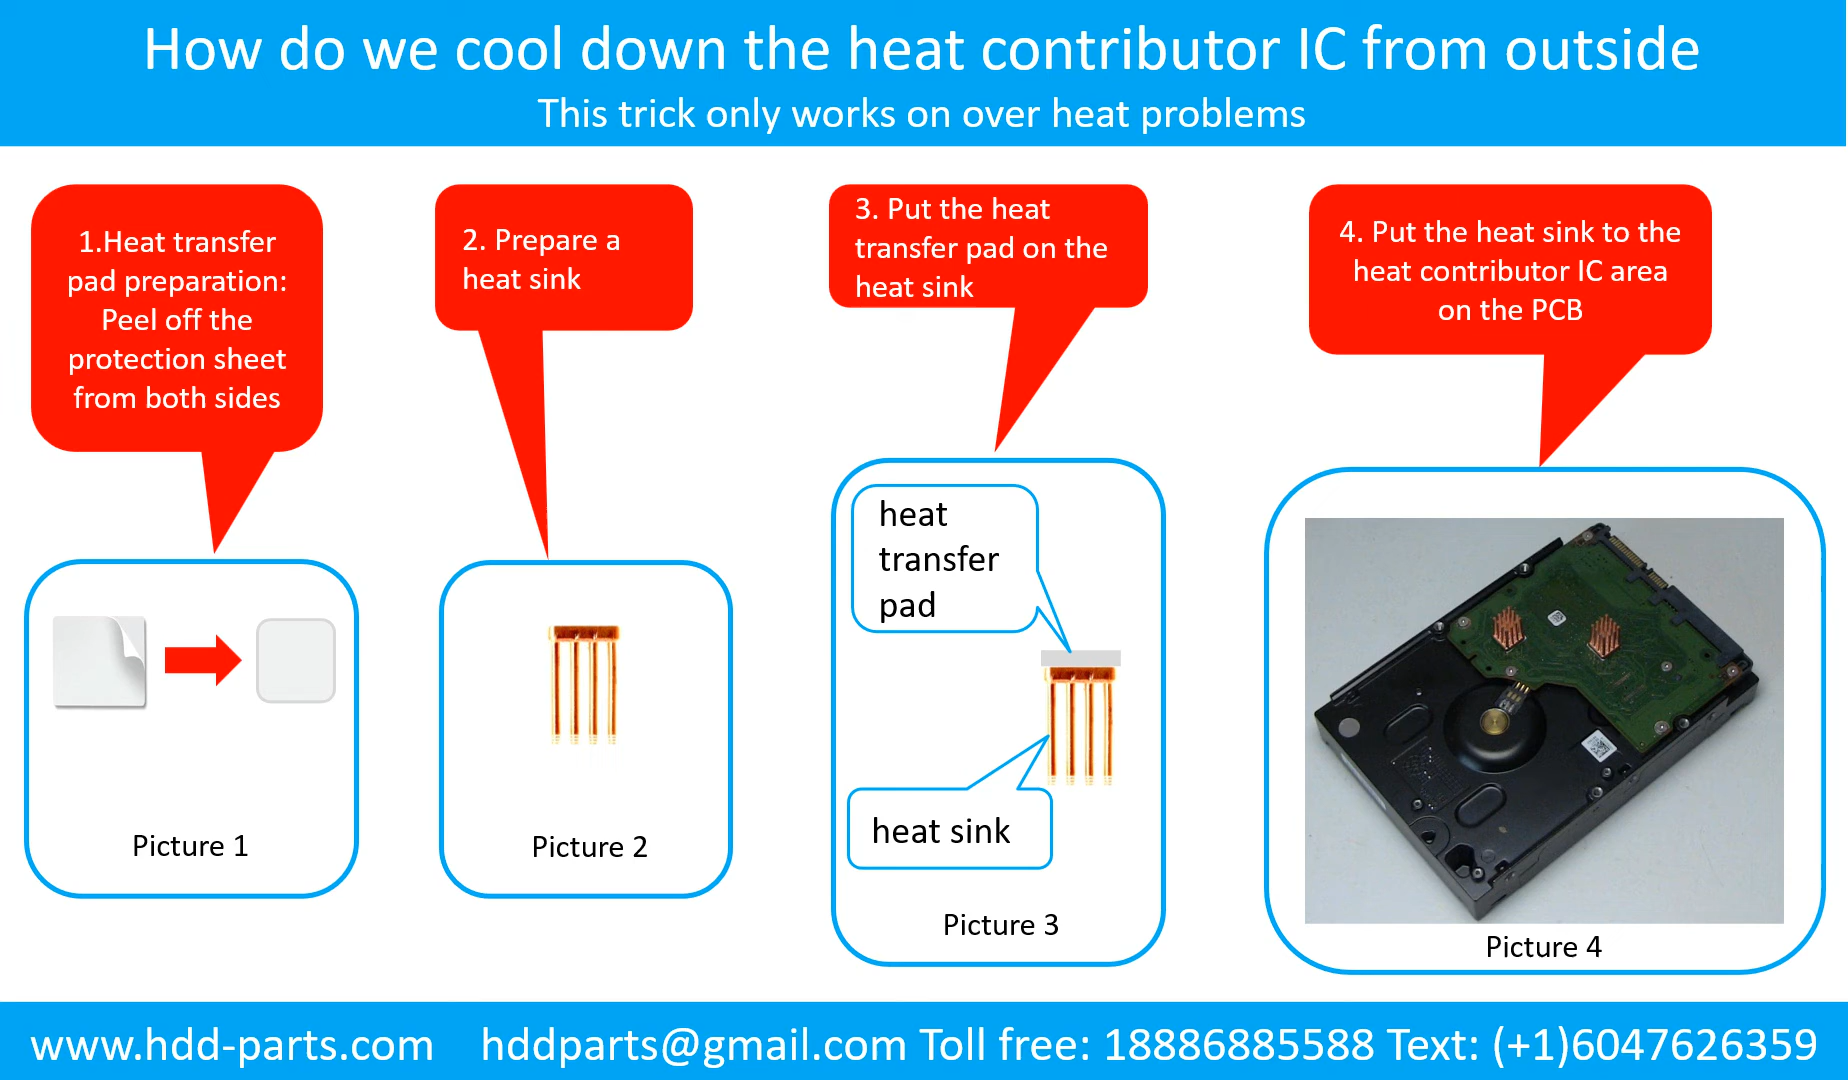 How do we cool down the heat contributor IC from outside
This trick only works on over heat problems
1.Heat transfer
pad preparation:
Peel off the
protection sheet
from both sides
2. Prepare a
heat sink
3. Put the heat
transfer pad on the
heat sink
4. Put the heat sink to the
heat contributor IC area
on the PCB
heat
transfer
pad
heat sink
Picture 1
Picture 2
Picture 3
Picture 4
www.hdd-parts.com hddparts@gmail.com Toll free: 18886885588 Text: (+1)6047626359